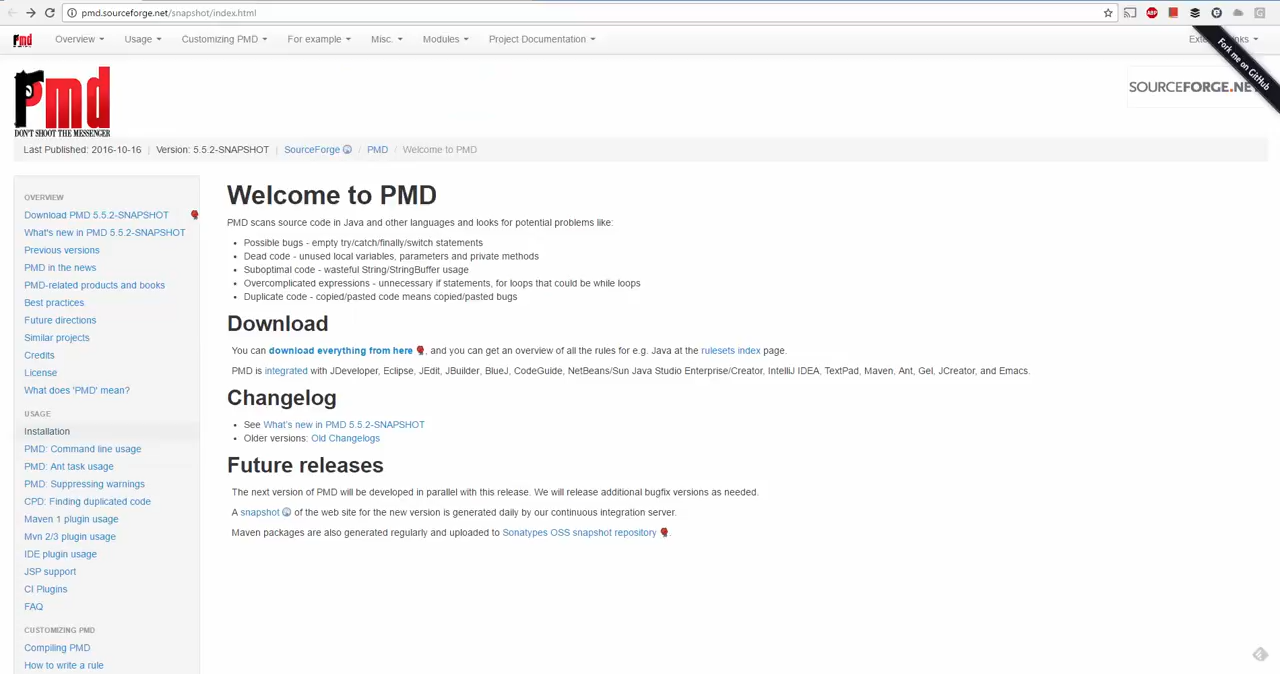 pmd.sourceforge.net/snapshot/index.html
ABP
pmd Overview Usage Customizing PMD For example Misc. Modules Project Documentation
Fork me on GitHub
pmd
DON'T SHOOT THE MESSENGER
SOURCEFORGE.NE
Last Published: 2016-10-16 | Version: 5.5.2-SNAPSHOT | SourceForge / PMD / Welcome to PMD
OVERVIEW
Download PMD 5.5.2-SNAPSHOT
What's new in PMD 5.5.2-SNAPSHOT
Previous versions
PMD in the news
PMD-related products and books
Best practices
Future directions
Similar projects
Credits
License
What does 'PMD' mean?
USAGE
Installation
PMD: Command line usage
PMD: Ant task usage
PMD: Suppressing warnings
CPD: Finding duplicated code
Maven 1 plugin usage
Mvn 2/3 plugin usage
IDE plugin usage
JSP support
CI Plugins
FAQ
CUSTOMIZING PMD
Compiling PMD
How to write a rule
Welcome to PMD
PMD scans source code in Java and other languages and looks for potential problems like:
• Possible bugs - empty try/catch/finally/switch statements
• Dead code - unused local variables, parameters and private methods
• Suboptimal code - wasteful String/StringBuffer usage
• Overcomplicated expressions - unnecessary if statements, for loops that could be while loops
• Duplicate code - copied/pasted code means copied/pasted bugs
Download
You can download everything from here, and you can get an overview of all the rules for e.g. Java at the rulesets index page.
PMD is integrated with JDeveloper, Eclipse, JEdit, JBuilder, BlueJ, CodeGuide, NetBeans/Sun Java Studio Enterprise/Creator, IntelliJ IDEA, TextPad, Maven, Ant, Gel, JCreator, and Emacs.
Changelog
• See What's new in PMD 5.5.2-SNAPSHOT
• Older versions: Old Changelogs
Future releases
The next version of PMD will be developed in parallel with this release. We will release additional bugfix versions as needed.
A snapshot of the web site for the new version is generated daily by our continuous integration server.
Maven packages are also generated regularly and uploaded to Sonatypes OSS snapshot repository.